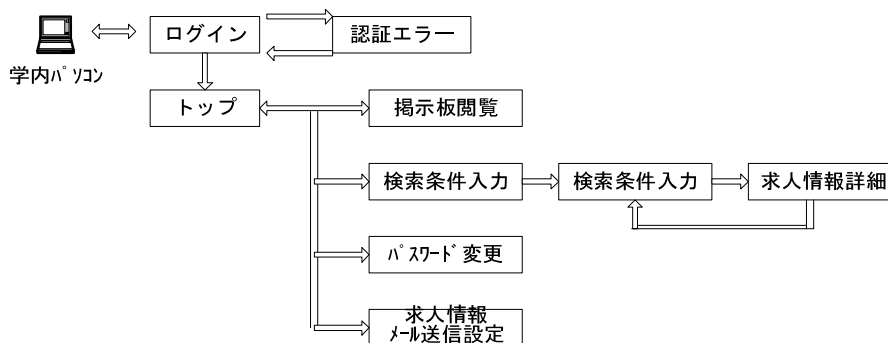 ログイン
認証エラー
学内ﾊﾟｿｺﾝ
トップ
掲示板閲覧
検索条件入力
検索条件入力
求人情報詳細
ﾊﾟｽﾜｰﾄﾞ変更
求人情報
ﾒｰﾙ送信設定